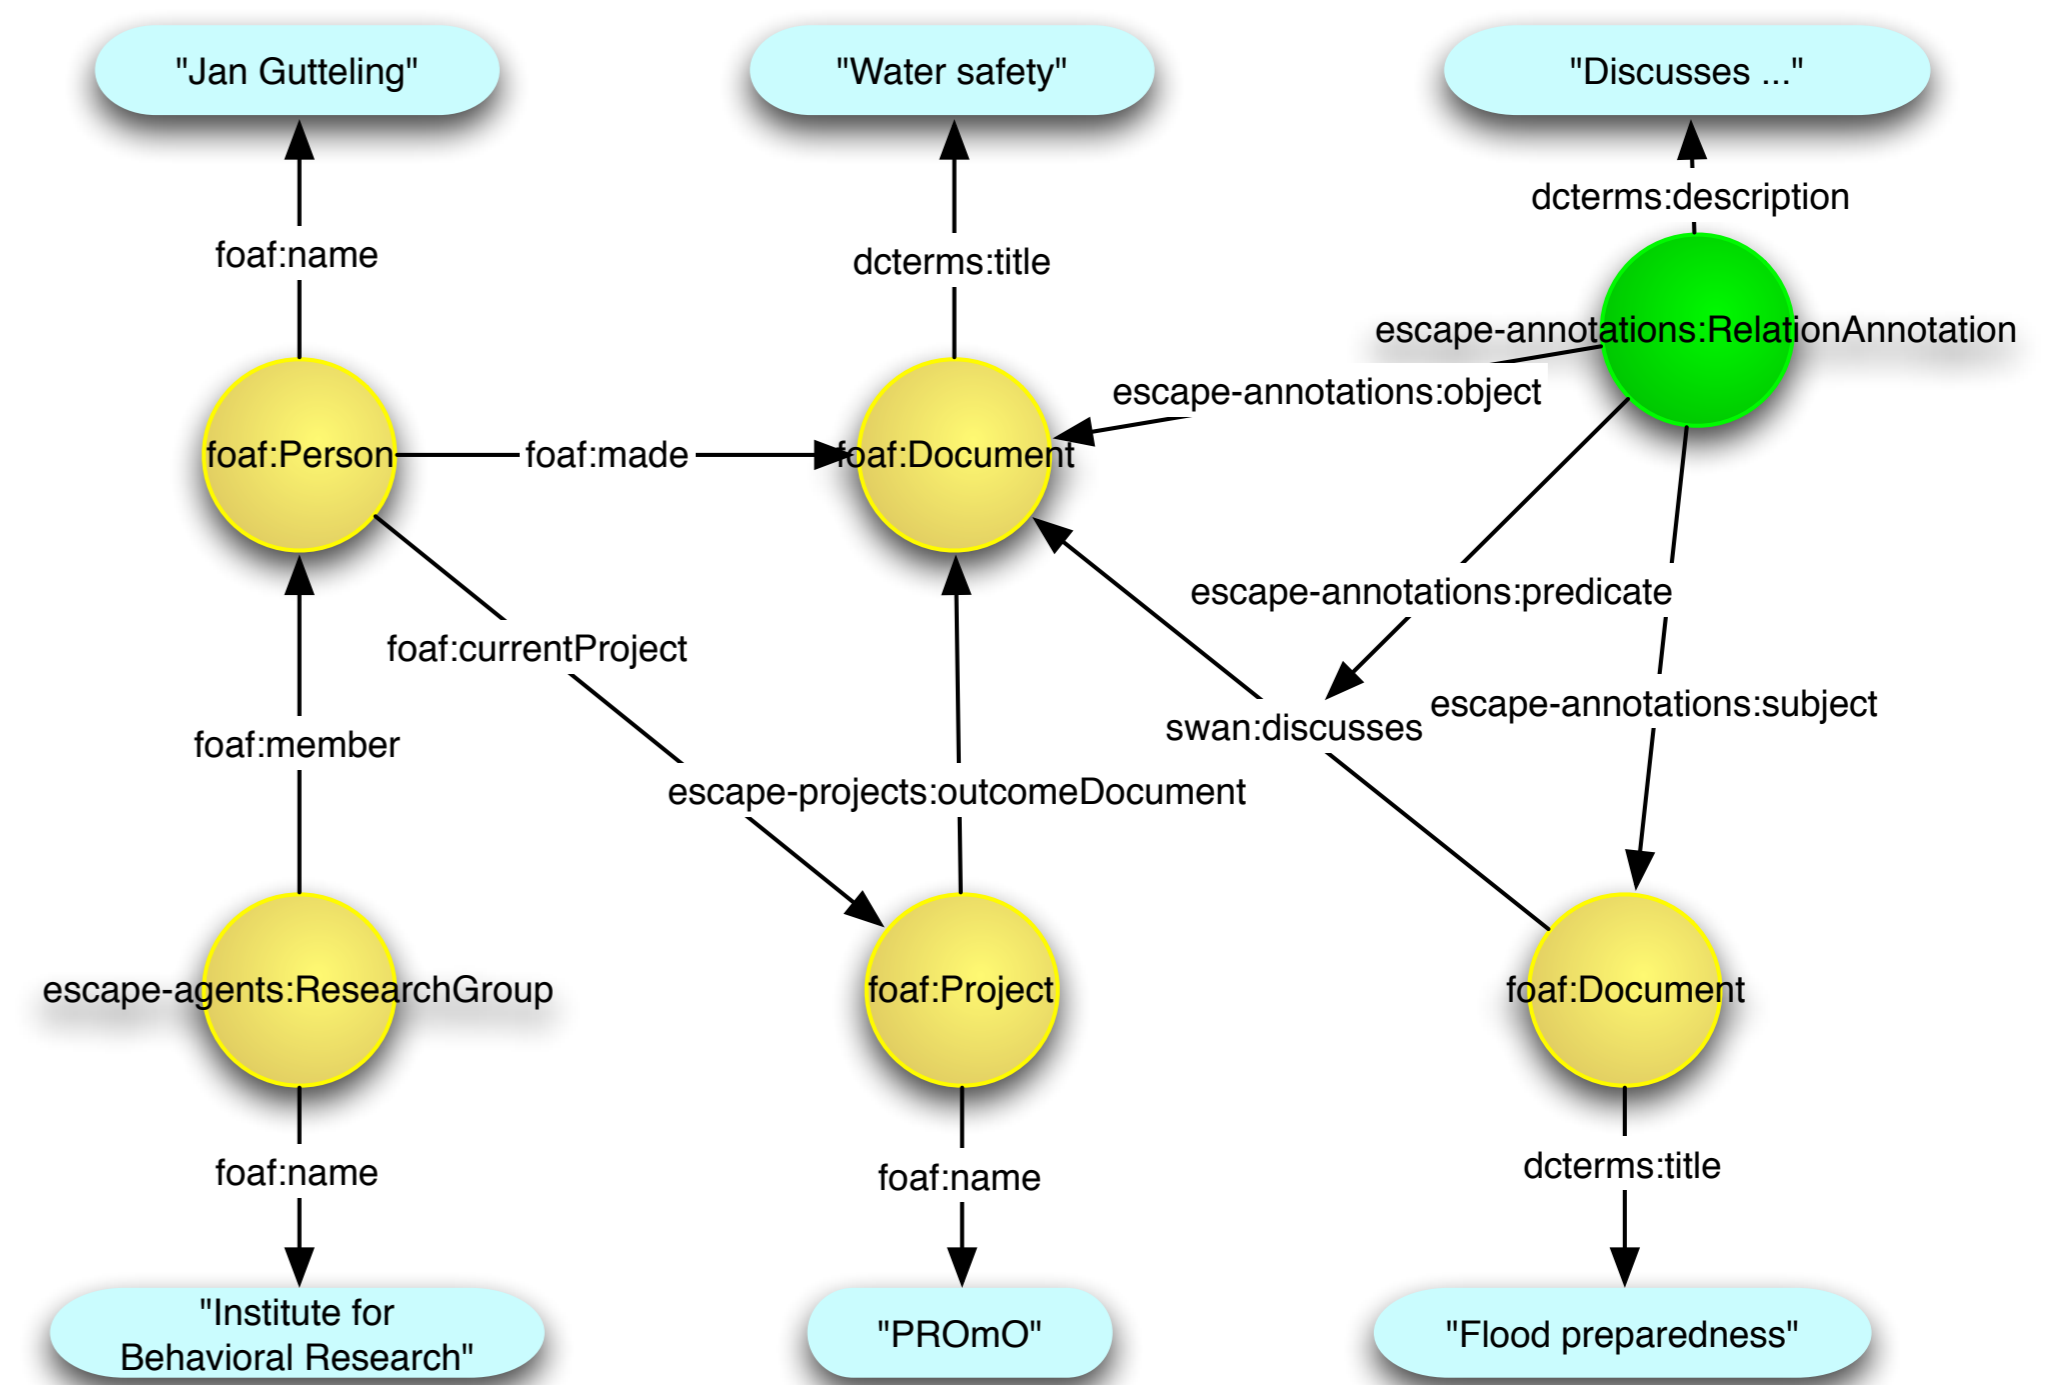 "Jan Gutteling"
"Water safety"
"Discusses ..."
dcterms:description
foaf:name
dcterms:title
escape-annotations:RelationAnnotation
escape-annotations:object
foaf:Person
foaf:made
foaf:Document
escape-annotations:predicate
foaf:currentProject
escape-annotations:subject
swan:discusses
foaf:member
escape-projects:outcomeDocument
escape-agents:ResearchGroup
foaf:Project
foaf:Document
foaf:name
foaf:name
dcterms:title
"Institute for
Behavioral Research"
"PROmO"
"Flood preparedness"